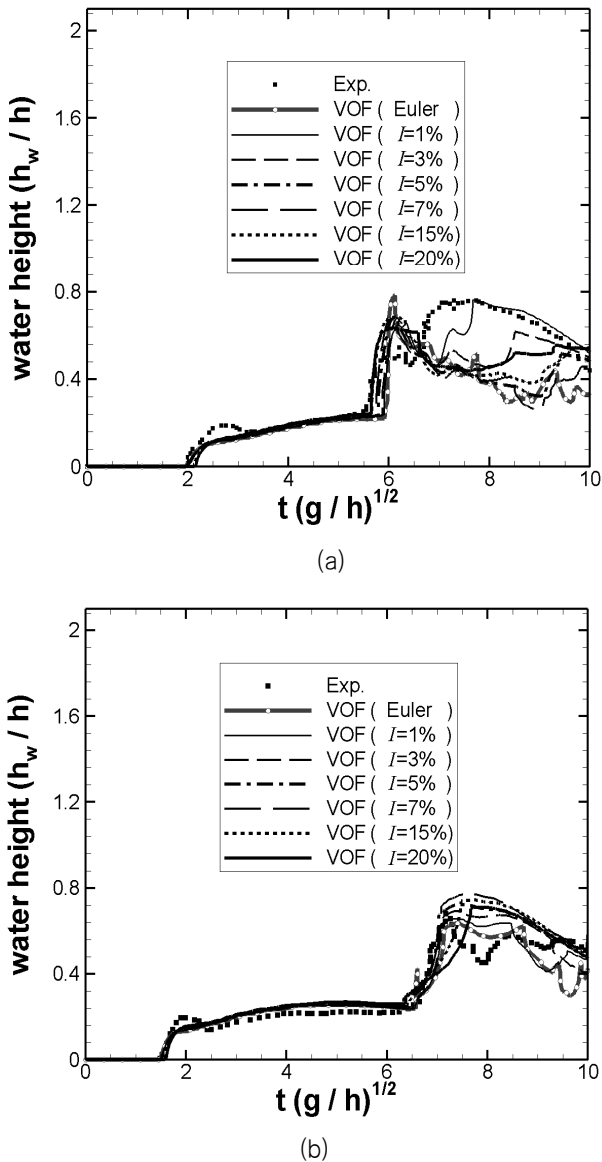 2
1.6
1.2
0.8
0.4
0
water height (h_w / h)
Exp.
VOF ( Euler )
VOF ( I=1% )
VOF ( I=3% )
VOF ( I=5% )
VOF ( I=7% )
VOF ( I=15%)
VOF ( I=20%)
0 2 4 6 8 10
t (g / h)^1/2
(a)
2
1.6
1.2
0.8
0.4
0
water height (h_w / h)
Exp.
VOF ( Euler )
VOF ( I=1% )
VOF ( I=3% )
VOF ( I=5% )
VOF ( I=7% )
VOF ( I=15%)
VOF ( I=20%)
0 2 4 6 8 10
t (g / h)^1/2
(b)